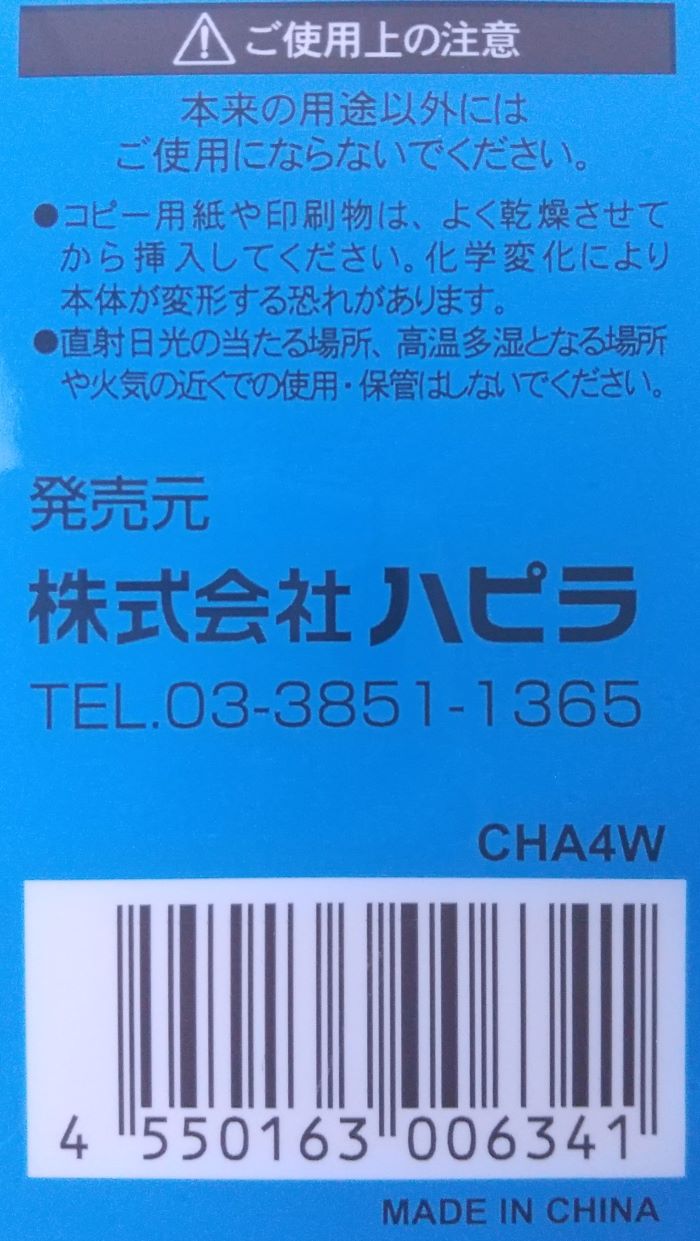 ご使用上の注意
本来の用途以外には
ご使用にならないでください。
●コピー用紙や印刷物は、よく乾燥させて
から挿入してください。化学変化により
本体が変形する恐れがあります。
●直射日光の当たる場所、高温多湿となる場所
や火気の近くでの使用・保管はしないでください。
発売元
株式会社ハピラ
TEL.03-3851-1365
CHA4W
4 550163 006341
MADE IN CHINA